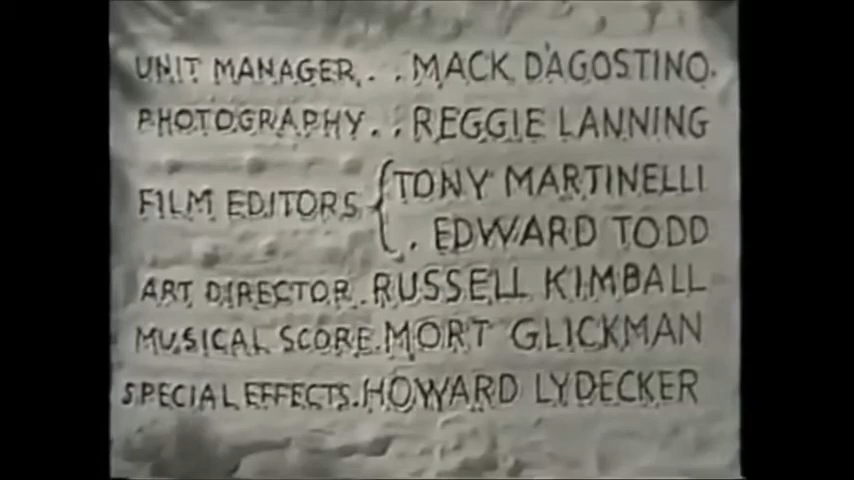 UNIT MANAGER . . MACK D'AGOSTINO.
PHOTOGRAPHY . . REGGIE LANNING
FILM EDITORS { TONY MARTINELLI
. EDWARD TODD
ART DIRECTOR . RUSSELL KIMBALL
MUSICAL SCORE . MORT GLICKMAN
SPECIAL EFFECTS . HOWARD LYDECKER